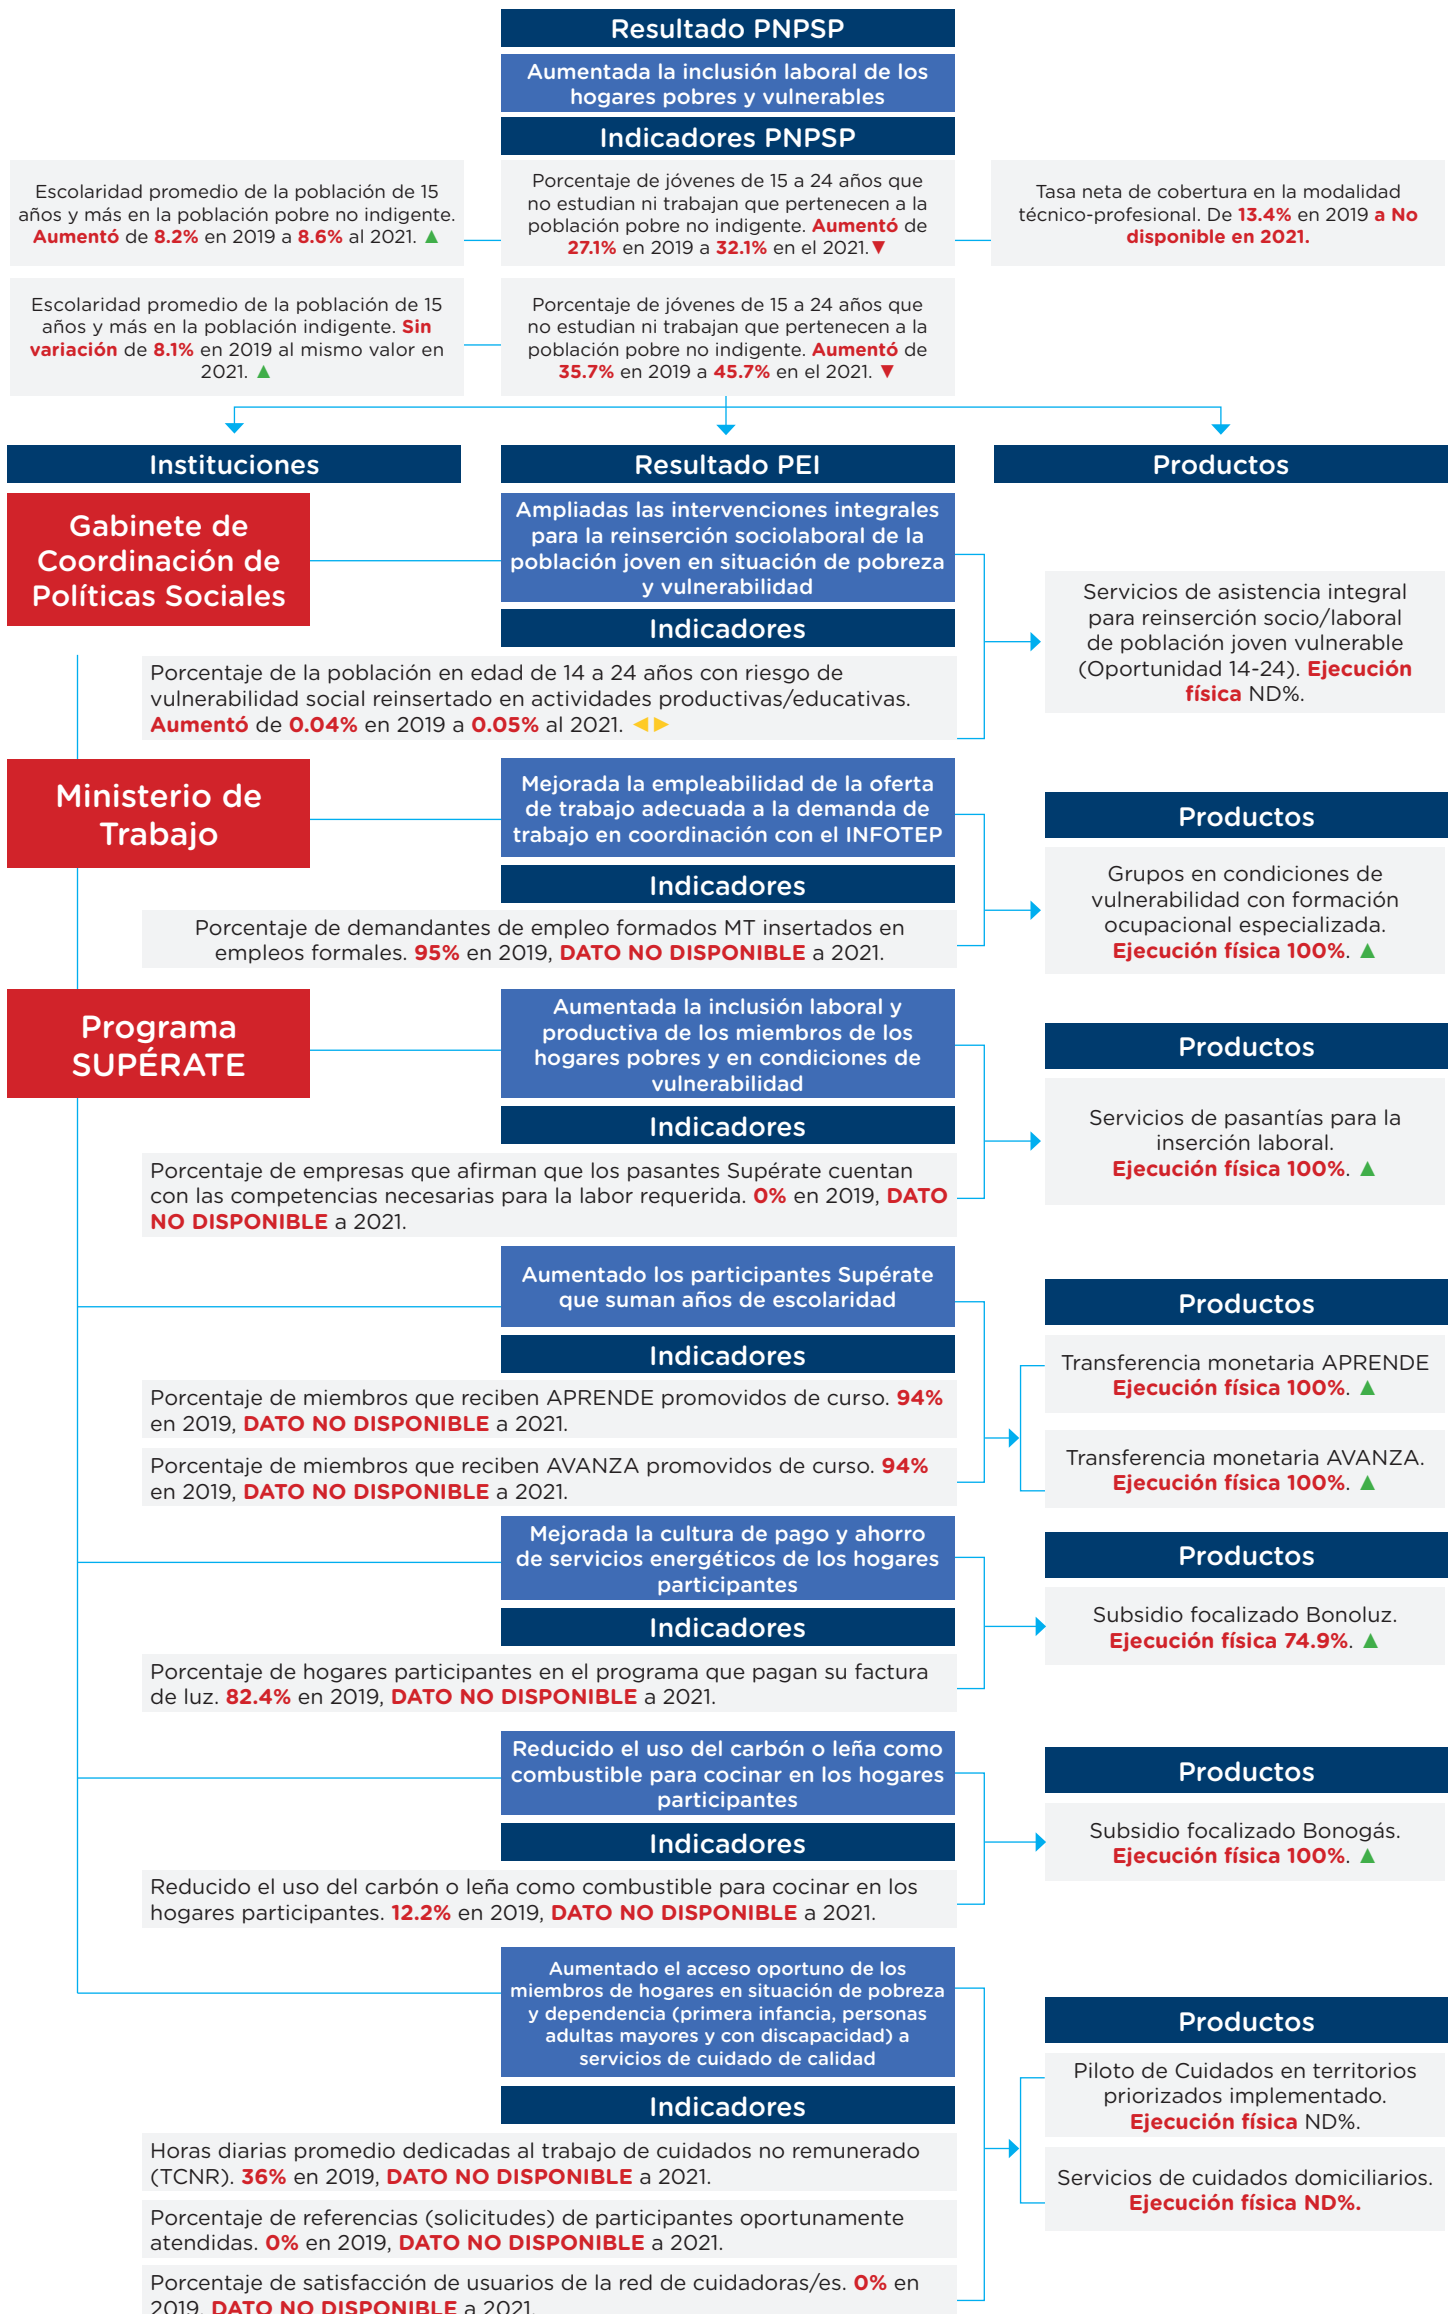 Resultado PNPSP
Aumentada la inclusión laboral de los
hogares pobres y vulnerables
Indicadores PNPSP
Escolaridad promedio de la población de 15
años y más en la población pobre no indigente.
Aumentó de 8.2% en 2019 a 8.6% al 2021. ▲
Porcentaje de jóvenes de 15 a 24 años que
no estudian ni trabajan que pertenecen a la
población pobre no indigente. Aumentó de
27.1% en 2019 a 32.1% en el 2021.▼
Tasa neta de cobertura en la modalidad
técnico-profesional. De 13.4% en 2019 a No
disponible en 2021.
Escolaridad promedio de la población de 15
años y más en la población indigente. Sin
variación de 8.1% en 2019 al mismo valor en
2021. ▲
Porcentaje de jóvenes de 15 a 24 años que
no estudian ni trabajan que pertenecen a la
población pobre no indigente. Aumentó de
35.7% en 2019 a 45.7% en el 2021. ▼
Instituciones
Resultado PEI
Productos
Gabinete de
Coordinación de
Políticas Sociales
Ampliadas las intervenciones integrales
para la reinserción sociolaboral de la
población joven en situación de pobreza
y vulnerabilidad
Indicadores
Porcentaje de la población en edad de 14 a 24 años con riesgo de
vulnerabilidad social reinsertado en actividades productivas/educativas.
Aumentó de 0.04% en 2019 a 0.05% al 2021. ◀▶
Servicios de asistencia integral
para reinserción socio/laboral
de población joven vulnerable
(Oportunidad 14-24). Ejecución
física ND%.
Ministerio de
Trabajo
Mejorada la empleabilidad de la oferta
de trabajo adecuada a la demanda de
trabajo en coordinación con el INFOTEP
Indicadores
Porcentaje de demandantes de empleo formados MT insertados en
empleos formales. 95% en 2019, DATO NO DISPONIBLE a 2021.
Productos
Grupos en condiciones de
vulnerabilidad con formación
ocupacional especializada.
Ejecución física 100%. ▲
Programa
SUPÉRATE
Aumentada la inclusión laboral y
productiva de los miembros de los
hogares pobres y en condiciones de
vulnerabilidad
Indicadores
Porcentaje de empresas que afirman que los pasantes Supérate cuentan
con las competencias necesarias para la labor requerida. 0% en 2019, DATO
NO DISPONIBLE a 2021.
Productos
Servicios de pasantías para la
inserción laboral.
Ejecución física 100%. ▲
Aumentado los participantes Supérate
que suman años de escolaridad
Indicadores
Porcentaje de miembros que reciben APRENDE promovidos de curso. 94%
en 2019, DATO NO DISPONIBLE a 2021.
Porcentaje de miembros que reciben AVANZA promovidos de curso. 94%
en 2019, DATO NO DISPONIBLE a 2021.
Productos
Transferencia monetaria APRENDE
Ejecución física 100%. ▲
Transferencia monetaria AVANZA.
Ejecución física 100%. ▲
Mejorada la cultura de pago y ahorro
de servicios energéticos de los hogares
participantes
Indicadores
Porcentaje de hogares participantes en el programa que pagan su factura
de luz. 82.4% en 2019, DATO NO DISPONIBLE a 2021.
Productos
Subsidio focalizado Bonoluz.
Ejecución física 74.9%. ▲
Reducido el uso del carbón o leña como
combustible para cocinar en los hogares
participantes
Indicadores
Reducido el uso del carbón o leña como combustible para cocinar en los
hogares participantes. 12.2% en 2019, DATO NO DISPONIBLE a 2021.
Productos
Subsidio focalizado Bonogás.
Ejecución física 100%. ▲
Aumentado el acceso oportuno de los
miembros de hogares en situación de pobreza
y dependencia (primera infancia, personas
adultas mayores y con discapacidad) a
servicios de cuidado de calidad
Indicadores
Horas diarias promedio dedicadas al trabajo de cuidados no remunerado
(TCNR). 36% en 2019, DATO NO DISPONIBLE a 2021.
Porcentaje de referencias (solicitudes) de participantes oportunamente
atendidas. 0% en 2019, DATO NO DISPONIBLE a 2021.
Porcentaje de satisfacción de usuarios de la red de cuidadoras/es. 0% en
2019, DATO NO DISPONIBLE a 2021.
Productos
Piloto de Cuidados en territorios
priorizados implementado.
Ejecución física ND%.
Servicios de cuidados domiciliarios.
Ejecución física ND%.